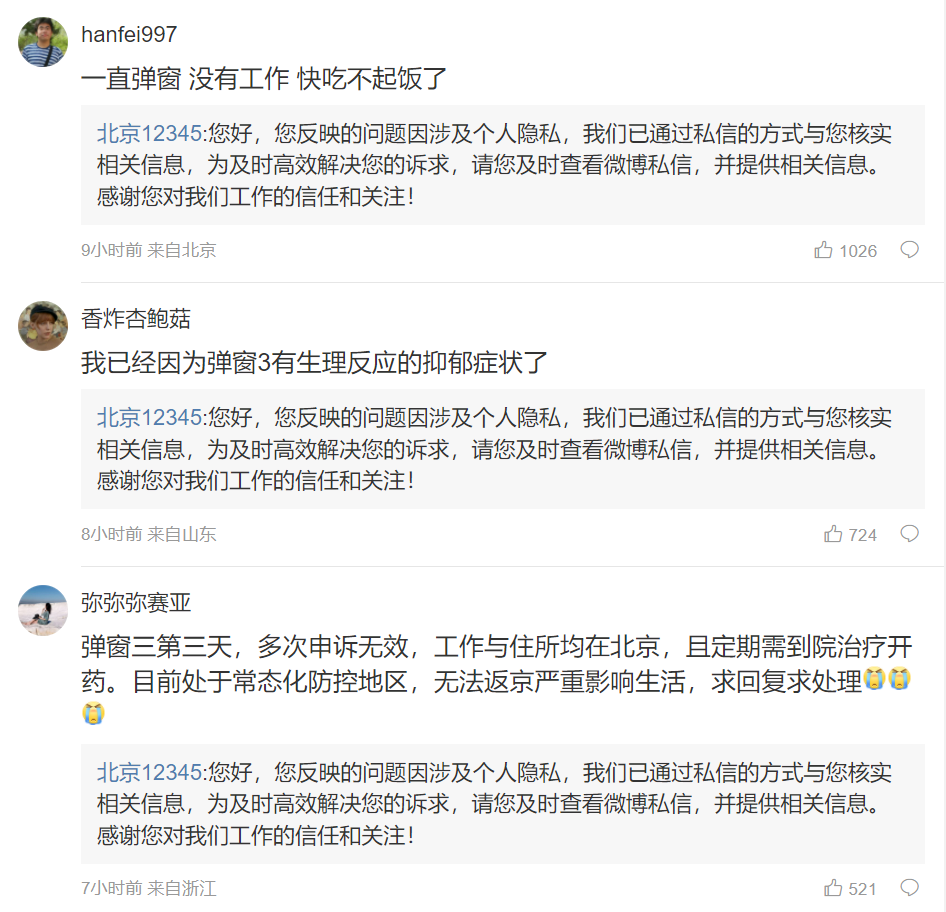 hanfei997
一直弹窗 没有工作 快吃不起饭了
北京12345:您好，您反映的问题因涉及个人隐私，我们已通过私信的方式与您核实
相关信息，为及时高效解决您的诉求，请您及时查看微博私信，并提供相关信息。
感谢您对我们工作的信任和关注！
9小时前 来自北京
1026
香炸杏鲍菇
我已经因为弹窗3有生理反应的抑郁症状了
北京12345:您好，您反映的问题因涉及个人隐私，我们已通过私信的方式与您核实
相关信息，为及时高效解决您的诉求，请您及时查看微博私信，并提供相关信息。
感谢您对我们工作的信任和关注！
8小时前 来自山东
724
弥弥弥赛亚
弹窗三第三天，多次申诉无效，工作与住所均在北京，且定期需到院治疗开
药。目前处于常态化防控地区，无法返京严重影响生活，求回复求处理😭😭
😭
北京12345:您好，您反映的问题因涉及个人隐私，我们已通过私信的方式与您核实
相关信息，为及时高效解决您的诉求，请您及时查看微博私信，并提供相关信息。
感谢您对我们工作的信任和关注！
7小时前 来自浙江
521